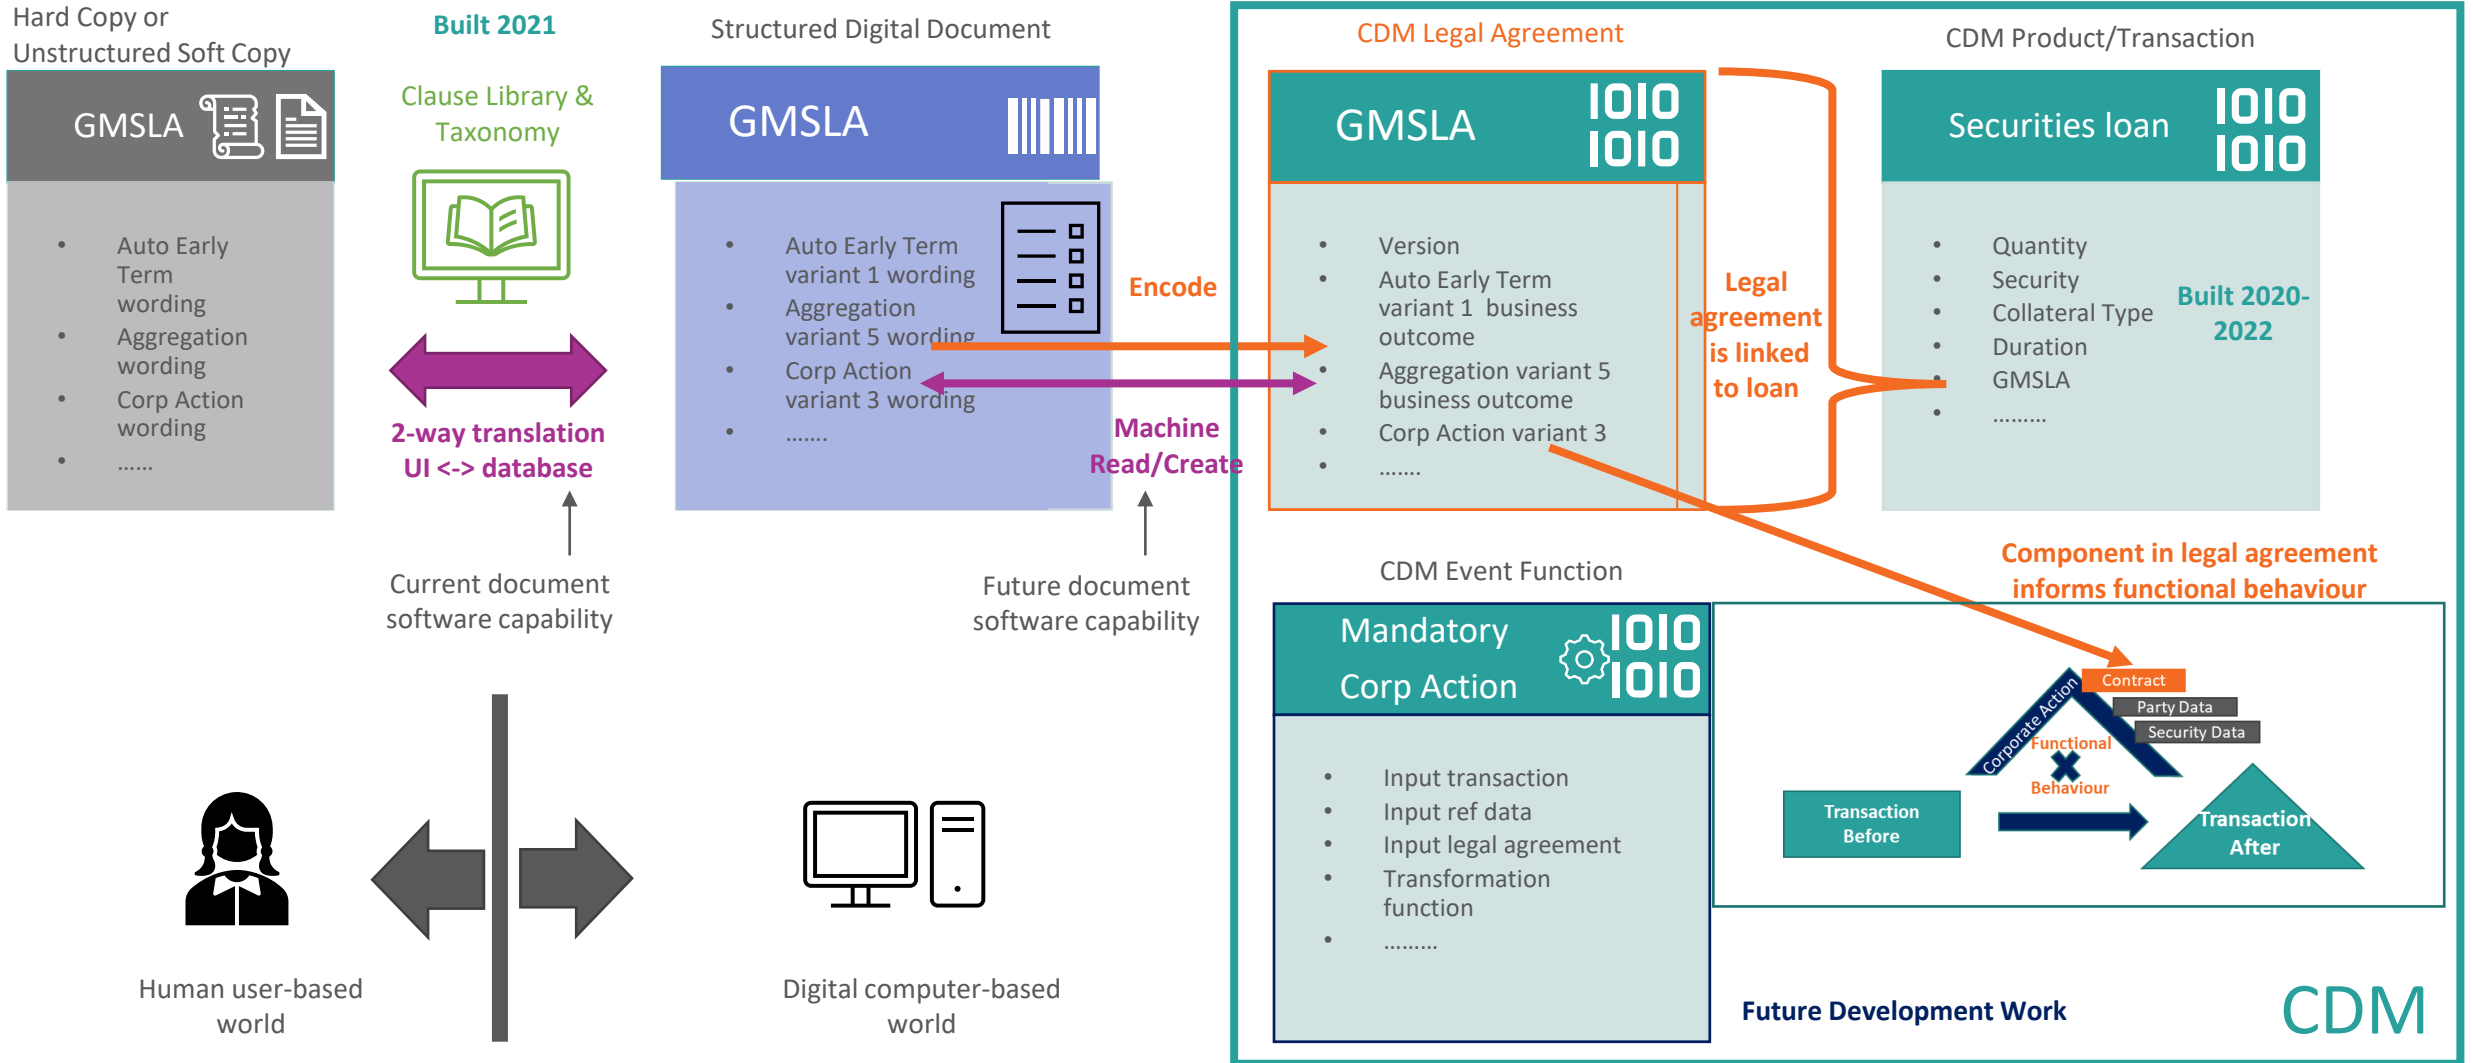 Hard Copy or
Unstructured Soft Copy
GMSLA
• Auto Early
Term
wording
• Aggregation
wording
• Corp Action
wording
• ......
Built 2021
Clause Library &
Taxonomy
2-way translation
UI <-> database
Current document
software capability
Structured Digital Document
GMSLA
• Auto Early Term
variant 1 wording
• Aggregation
variant 5 wording
• Corp Action
variant 3 wording
• .......
Encode
Machine
Read/Create
Future document
software capability
CDM Legal Agreement
GMSLA
IOIO
IOIO
• Version
• Auto Early Term
variant 1 business
outcome
• Aggregation variant 5
business outcome
• Corp Action variant 3
• .......
Legal
agreement
is linked
to loan
CDM Product/Transaction
Securities loan
IOIO
IOIO
• Quantity
• Security
• Collateral Type
• Duration
• GMSLA
• .........
Built 2020-
2022
Component in legal agreement
informs functional behaviour
CDM Event Function
Mandatory
Corp Action
IOIO
IOIO
• Input transaction
• Input ref data
• Input legal agreement
• Transformation
function
• .........
Contract
Party Data
Security Data
Corporate Action
Functional
Behaviour
Transaction
Before
Transaction
After
Human user-based
world
Digital computer-based
world
Future Development Work
CDM